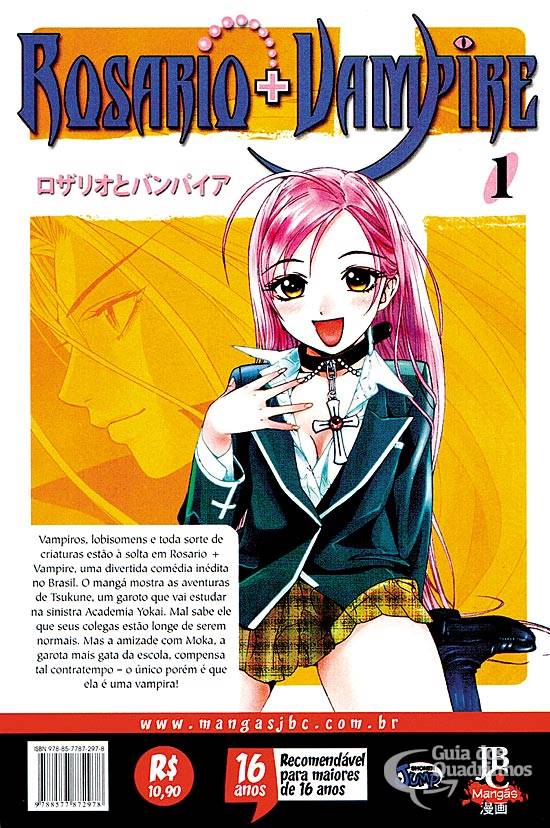 ROSARIO+VAMPIRE
ロザリオとバンパイア
1
Vampiros, lobisomens e toda sorte de
criaturas estão à solta em Rosario +
Vampire, uma divertida comédia inédita
no Brasil. O mangá mostra as aventuras
de Tsukune, um garoto que vai estudar
na sinistra Academia Yokai. Mal sabe ele
que seus colegas estão longe de serem
normais. Mas a amizade com Moka, a
garota mais gata da escola, compensa
tal contratempo – o único porém é que
ela é uma vampira!
www.mangasjbc.com.br
ISBN 978-85-7787-297-8
9788577872978
R$
10,90
16
anos
Recomendável
para maiores
de 16 anos
SHONEN
JUMP
Guia dos
Quadrinhos
JBC
Mangás
漫画